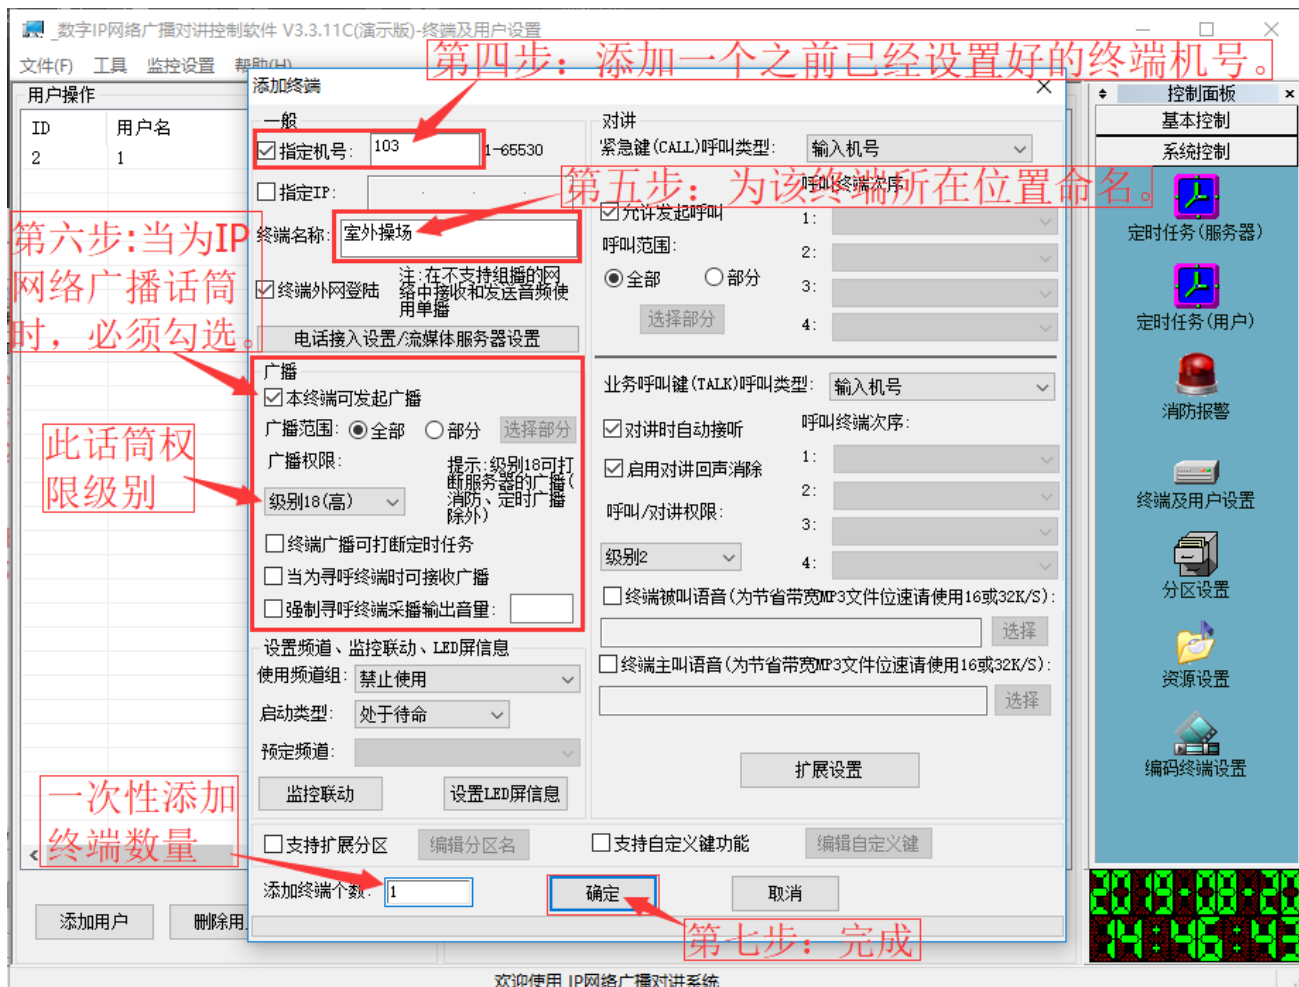 _数字IP网络广播对讲控制软件 V3.3.11C(演示版)-终端及用户设置
文件(F) 工具 监控设置 帮助(H)
第四步：添加一个之前已经设置好的终端机号。
用户操作
ID 用户名
2 1
添加终端
一般
指定机号: 103 1-65530
指定IP:
第五步：为该终端所在位置命名。
终端名称: 室外操场
第六步:当为IP
网络广播话筒
时，必须勾选。
终端外网登陆
注:在不支持组播的网
络中接收和发送音频使
用单播
电话接入设置/流媒体服务器设置
广播
本终端可发起广播
广播范围: 全部 部分 选择部分
广播权限:
级别18(高)
提示:级别18可打
断服务器的广播(
消防、定时广播
除外)
此话筒权
限级别
终端广播可打断定时任务
当为寻呼终端时可接收广播
强制寻呼终端采播输出音量:
设置频道、监控联动、LED屏信息
使用频道组: 禁止使用
启动类型: 处于待命
预定频道:
监控联动 设置LED屏信息
一次性添加
终端数量
支持扩展分区 编辑分区名
支持自定义键功能 编辑自定义键
添加终端个数: 1
确定 取消
第七步：完成
对讲
紧急键(CALL)呼叫类型: 输入机号
呼叫终端次序:
允许发起呼叫
呼叫范围:
全部 部分
选择部分
1:
2:
3:
4:
业务呼叫键(TALK)呼叫类型: 输入机号
对讲时自动接听
呼叫终端次序:
启用对讲回声消除
呼叫/对讲权限:
级别2
1:
2:
3:
4:
终端被叫语音(为节省带宽MP3文件位速请使用16或32K/S):
选择
终端主叫语音(为节省带宽MP3文件位速请使用16或32K/S):
选择
扩展设置
添加用户 删除用
控制面板
基本控制
系统控制
定时任务(服务器)
定时任务(用户)
消防报警
终端及用户设置
分区设置
资源设置
编码终端设置
2019-08-20
14:46:43
欢迎使用 IP网络广播对讲系统